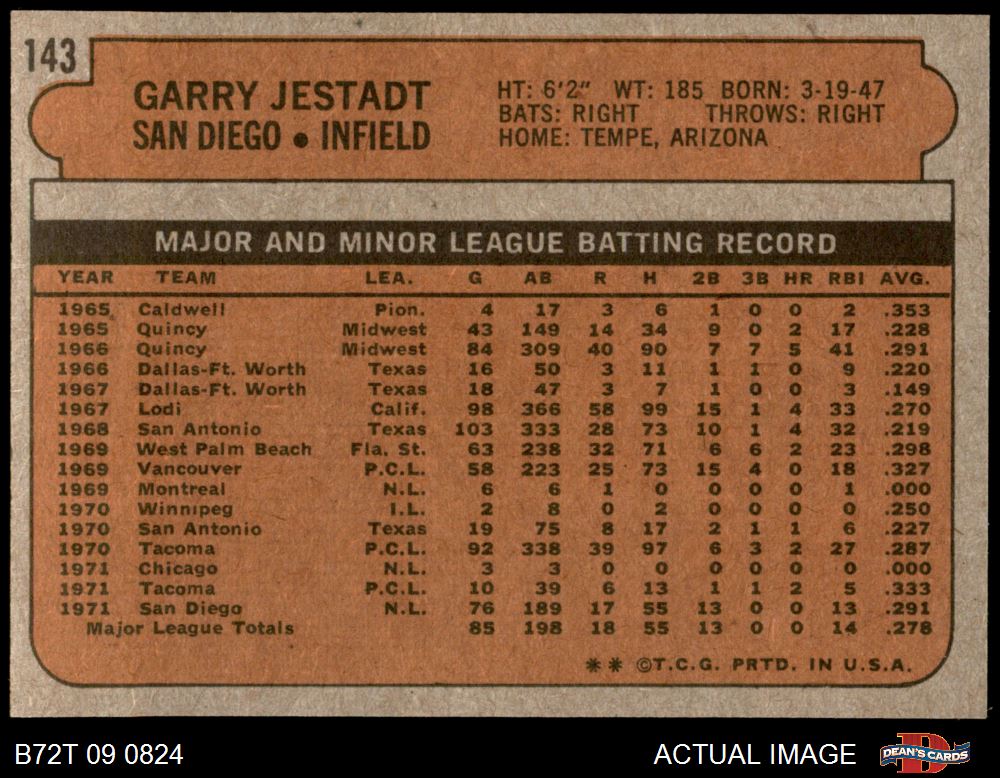 143
GARRY JESTADT
SAN DIEGO • INFIELD
HT: 6'2" WT: 185 BORN: 3-19-47
BATS: RIGHT THROWS: RIGHT
HOME: TEMPE, ARIZONA
MAJOR AND MINOR LEAGUE BATTING RECORD
YEAR TEAM LEA. G AB R H 2B 3B HR RBI AVG.
1965 Caldwell Pion. 4 17 3 6 1 0 0 2 .353
1965 Quincy Midwest 43 149 14 34 9 0 2 17 .228
1966 Quincy Midwest 84 309 40 90 7 7 5 41 .291
1966 Dallas-Ft. Worth Texas 16 50 3 11 1 1 0 9 .220
1967 Dallas-Ft. Worth Texas 18 47 3 7 1 0 0 3 .149
1967 Lodi Calif. 98 366 58 99 15 1 4 33 .270
1968 San Antonio Texas 103 333 28 73 10 1 4 32 .219
1969 West Palm Beach Fla. St. 63 238 32 71 6 6 2 23 .298
1969 Vancouver P.C.L. 58 223 25 73 15 4 0 18 .327
1969 Montreal N.L. 6 6 1 0 0 0 0 1 .000
1970 Winnipeg I.L. 2 8 0 2 0 0 0 0 .250
1970 San Antonio Texas 19 75 8 17 2 1 1 6 .227
1970 Tacoma P.C.L. 92 338 39 97 6 3 2 27 .287
1971 Chicago N.L. 3 3 0 0 0 0 0 0 .000
1971 Tacoma P.C.L. 10 39 6 13 1 1 2 5 .333
1971 San Diego N.L. 76 189 17 55 13 0 0 13 .291
Major League Totals 85 198 18 55 13 0 0 14 .278
** ©T.C.G. PRTD. IN U.S.A.
B72T 09 0824 ACTUAL IMAGE DEAN'S CARDS